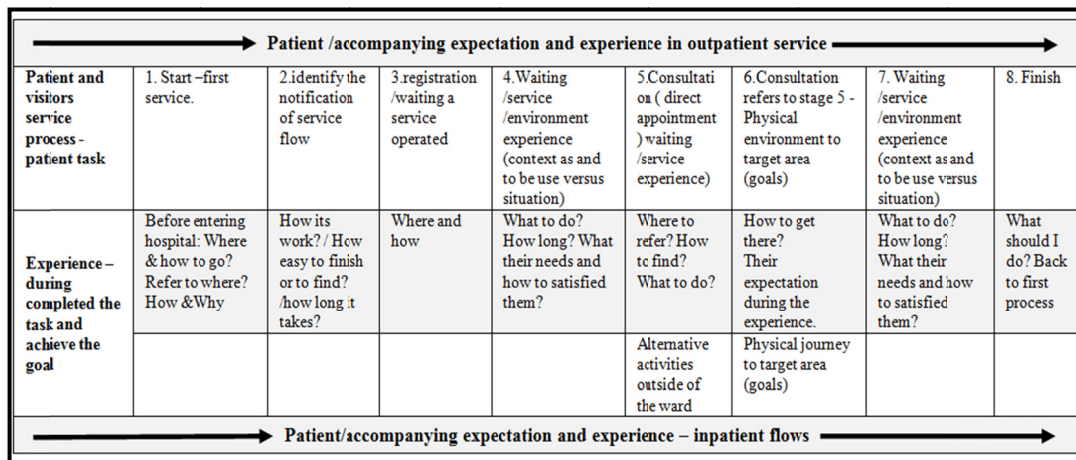 Patient /accompanying expectation and experience in outpatient service
Patient and
visitors
service
process -
patient task
1. Start –first
service.
2.identify the
notification
of service
flow
3.registration
/waiting a
service
operated
4.Waiting
/service
/environment
experience
(context as and
to be use versus
situation)
5.Consultati
on ( direct
appointment
) waiting
/service
experience)
6.Consultation
refers to stage 5 -
Physical
environment to
target area
(goals)
7. Waiting
/service
/environment
experience
(context as and
to be use versus
situation)
8. Finish
Experience –
during
completed the
task and
achieve the
goal
Before entering
hospital: Where
& how to go?
Refer to where?
How &Why
How its
work? / How
easy to finish
or to find?
/how long it
takes?
Where and
how
What to do?
How long? What
their needs and
how to satisfied
them?
Where to
refer? How
to find?
What to do?
How to get
there?
Their
expectation
during the
experience.
What to do?
How long?
What their
needs and how
to satisfied
them?
What
should I
do? Back
to first
process
Alternative
activities
outside of
the ward
Physical journey
to target area
(goals)
Patient/accompanying expectation and experience – inpatient flows